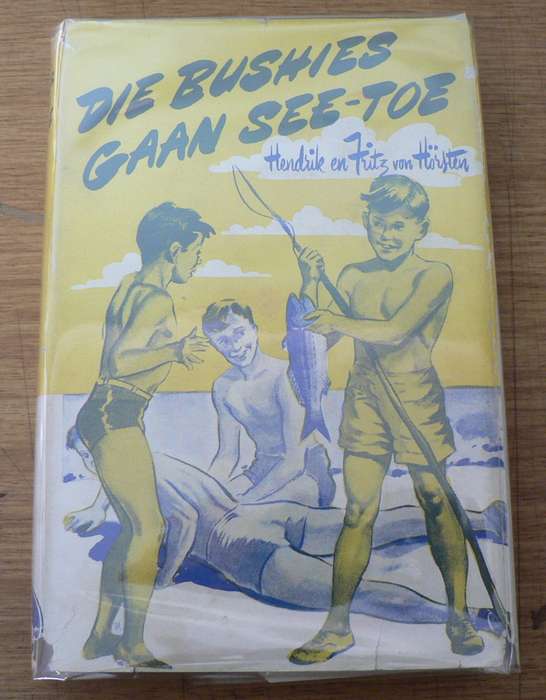 DIE BUSHIES
GAAN SEE-TOE
Hendrik en Fritz von Hörsten